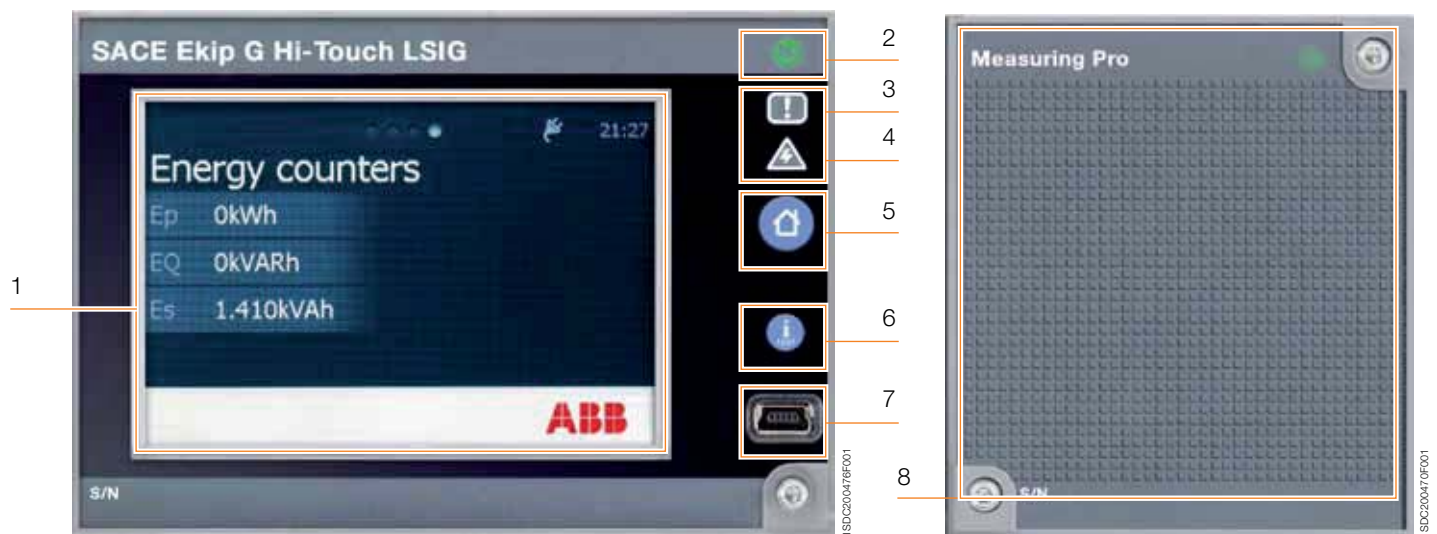 SACE Ekip G Hi-Touch LSIG
21:27
Energy counters
Ep 0kWh
EQ 0kVARh
Es 1.410kVAh
ABB
S/N
1
2
3
4
5
6
7
8
1SDC200476F001
Measuring Pro
S/N
SDC200470F001